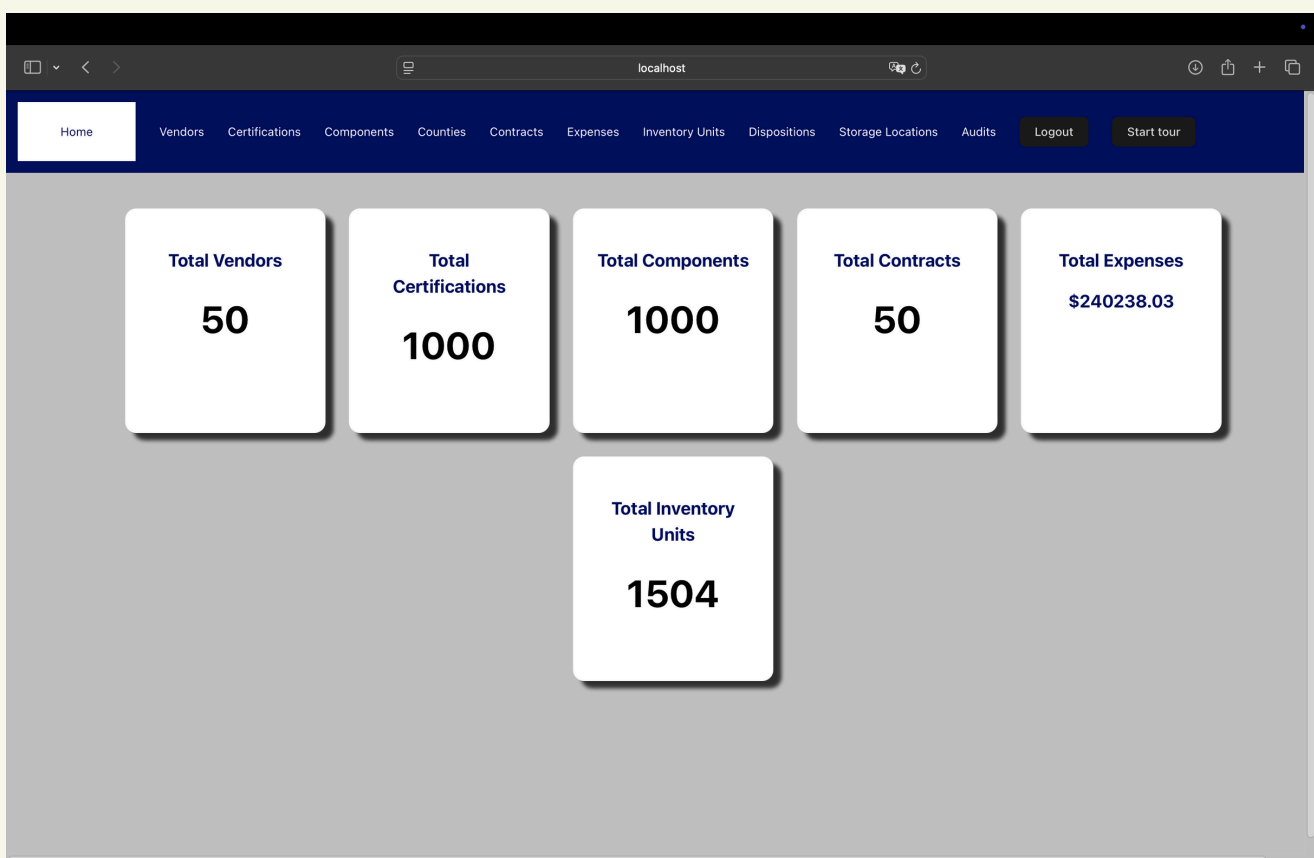 localhost
Home Vendors Certifications Components Counties Contracts Expenses Inventory Units Dispositions Storage Locations Audits Logout Start tour
Total Vendors
50
Total
Certifications
1000
Total Components
1000
Total Contracts
50
Total Expenses
$240238.03
Total Inventory
Units
1504